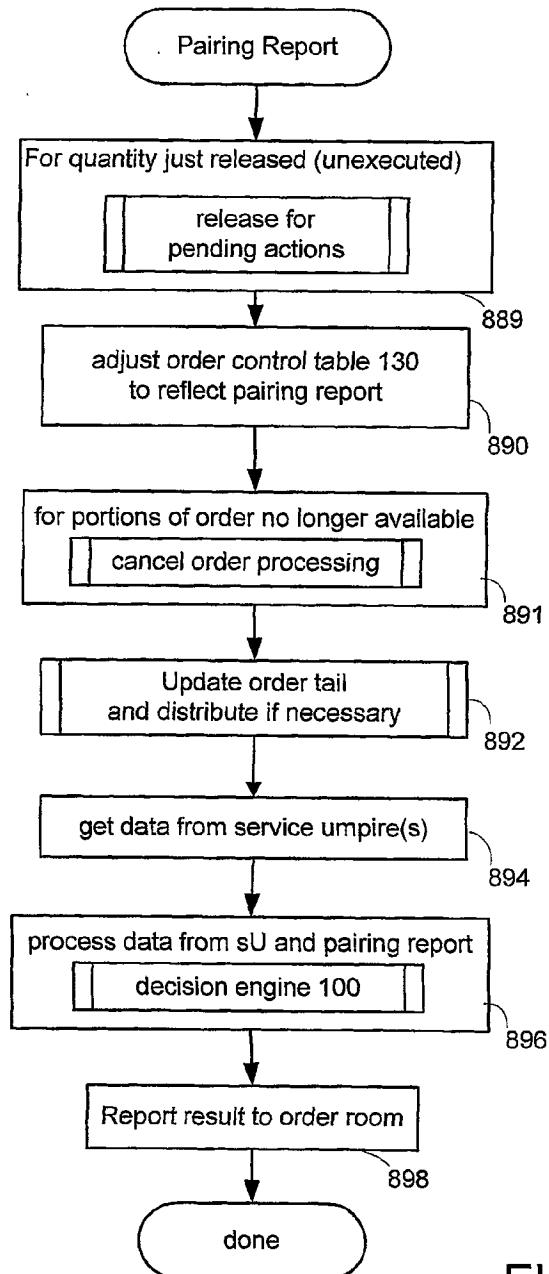 Pairing Report
For quantity just released (unexecuted)
release for
pending actions
889
adjust order control table 130
to reflect pairing report
890
for portions of order no longer available
cancel order processing
891
Update order tail
and distribute if necessary
892
get data from service umpire(s)
894
process data from sU and pairing report
decision engine 100
896
Report result to order room
898
done